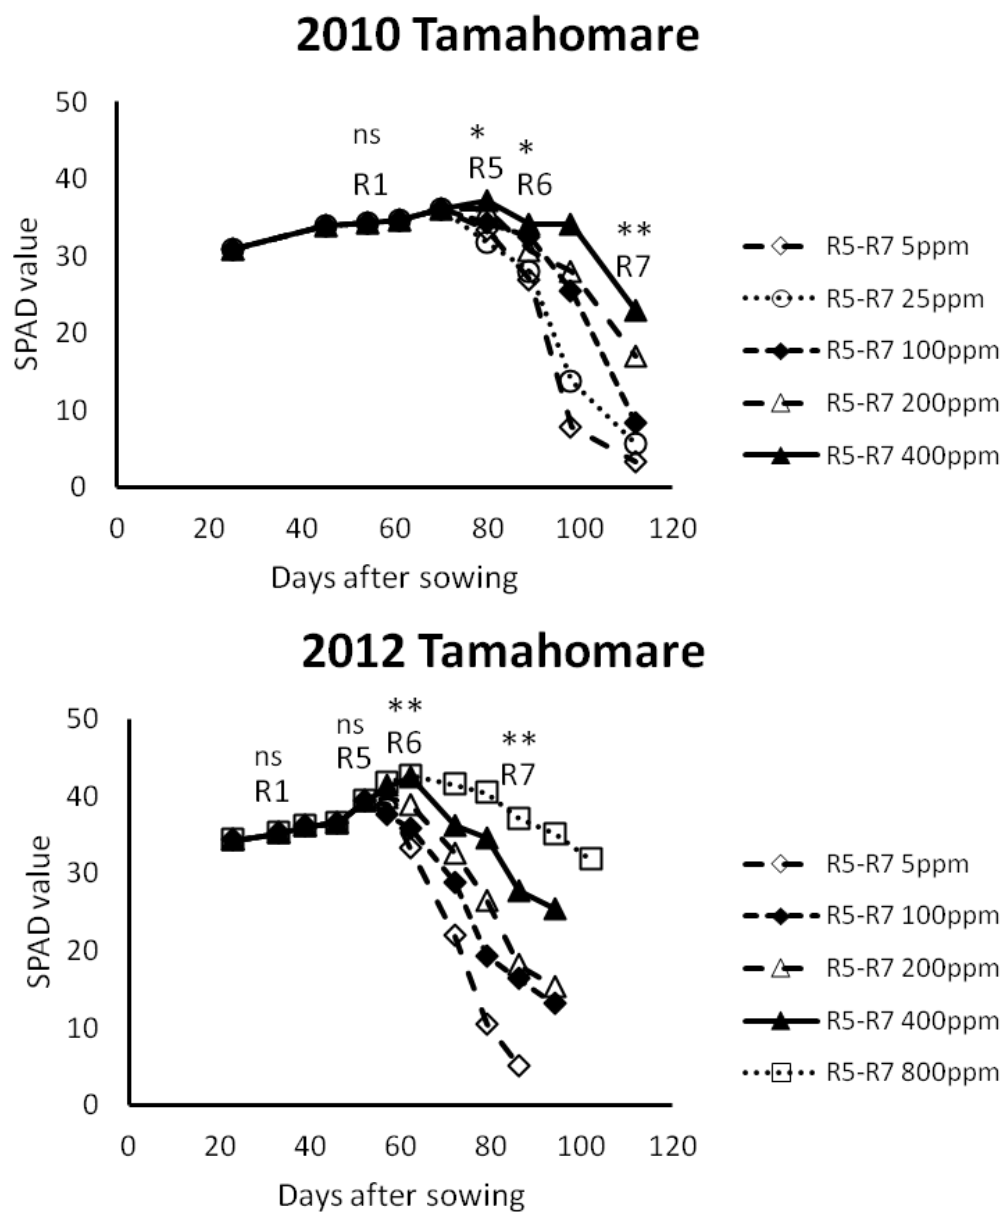 2010 Tamahomare
50
40
30
20
10
0
SPAD value
ns
R1
*
R5
*
R6
**
R7
0 20 40 60 80 100 120
Days after sowing
R5-R7 5ppm
R5-R7 25ppm
R5-R7 100ppm
R5-R7 200ppm
R5-R7 400ppm
2012 Tamahomare
50
40
30
20
10
0
SPAD value
ns
R1
ns
R5
**
R6
**
R7
0 20 40 60 80 100 120
Days after sowing
R5-R7 5ppm
R5-R7 100ppm
R5-R7 200ppm
R5-R7 400ppm
R5-R7 800ppm